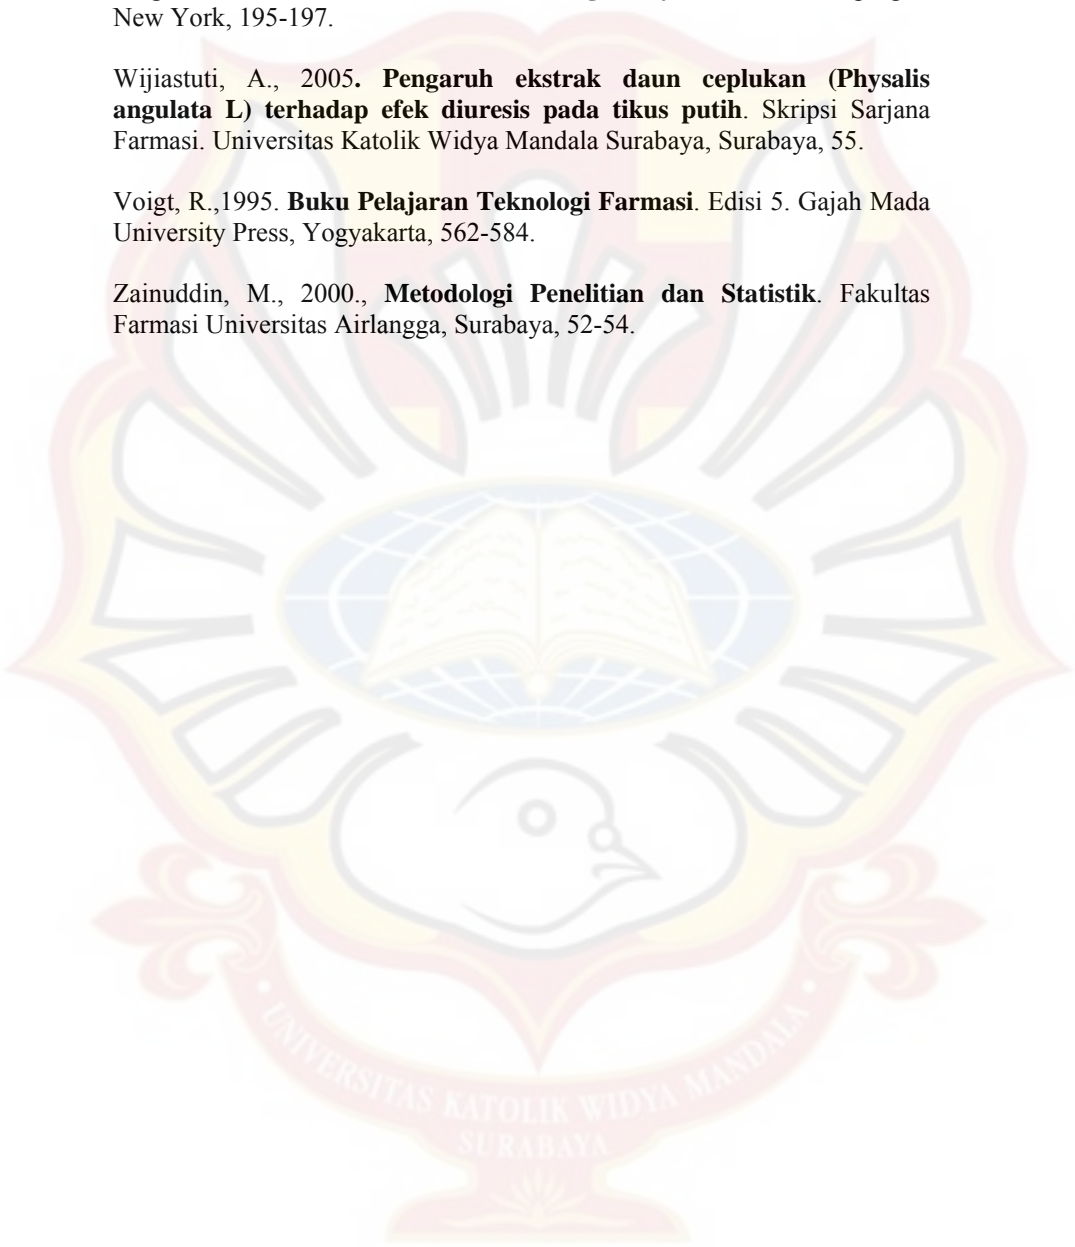 New York, 195-197.
Wijiastuti, A., 2005. Pengaruh ekstrak daun ceplukan (Physalis
angulata L) terhadap efek diuresis pada tikus putih. Skripsi Sarjana
Farmasi. Universitas Katolik Widya Mandala Surabaya, Surabaya, 55.
Voigt, R.,1995. Buku Pelajaran Teknologi Farmasi. Edisi 5. Gajah Mada
University Press, Yogyakarta, 562-584.
Zainuddin, M., 2000., Metodologi Penelitian dan Statistik. Fakultas
Farmasi Universitas Airlangga, Surabaya, 52-54.
UNIVERSITAS KATOLIK WIDYA MANDALA
SURABAYA